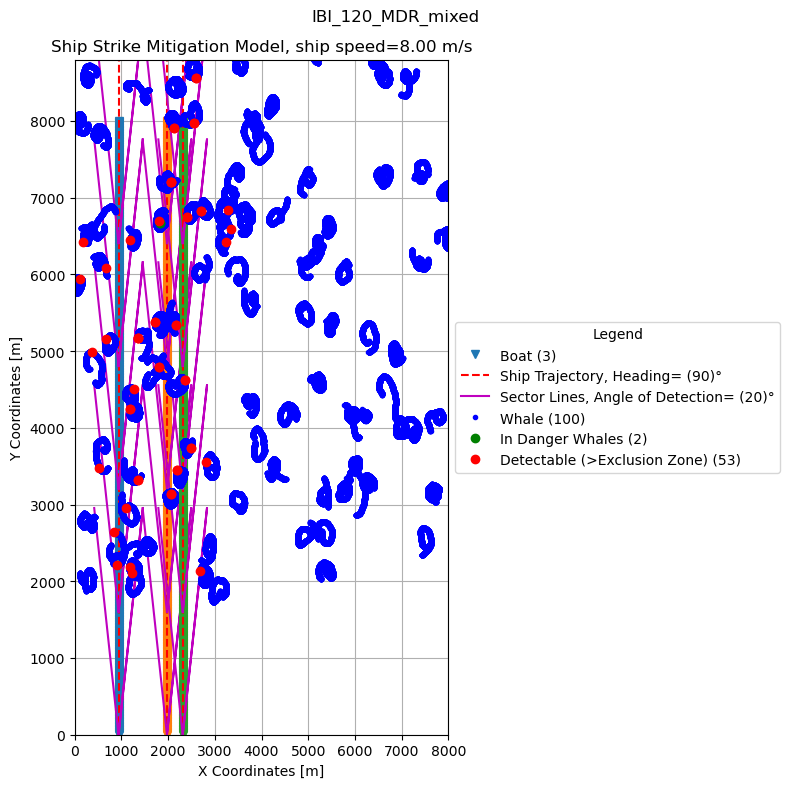 IBI_120_MDR_mixed
Ship Strike Mitigation Model, ship speed=8.00 m/s
Y Coordinates [m]
8000
7000
6000
5000
4000
3000
2000
1000
0
0 1000 2000 3000 4000 5000 6000 7000 8000
X Coordinates [m]
Legend
Boat (3)
Ship Trajectory, Heading= (90)°
Sector Lines, Angle of Detection= (20)°
Whale (100)
In Danger Whales (2)
Detectable (>Exclusion Zone) (53)